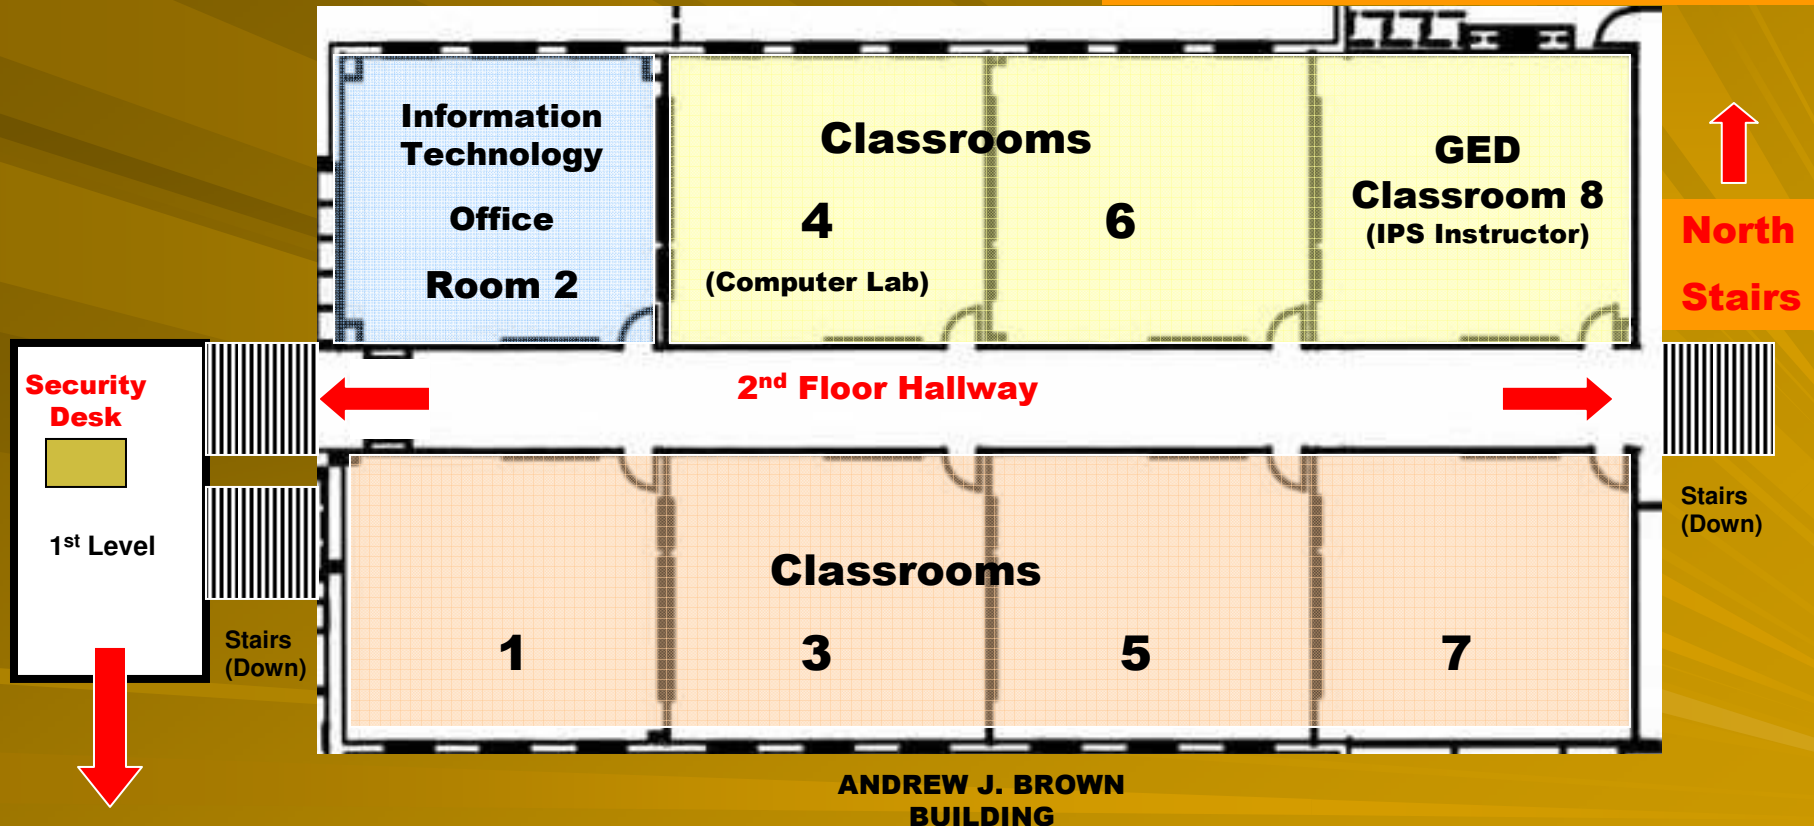 Information
Technology
Office
Room 2
Classrooms
4
(Computer Lab)
6
GED
Classroom 8
(IPS Instructor)
North
Stairs
Security
Desk
1st Level
2nd Floor Hallway
Stairs
(Down)
Stairs
(Down)
Classrooms
1
3
5
7
ANDREW J. BROWN
BUILDING